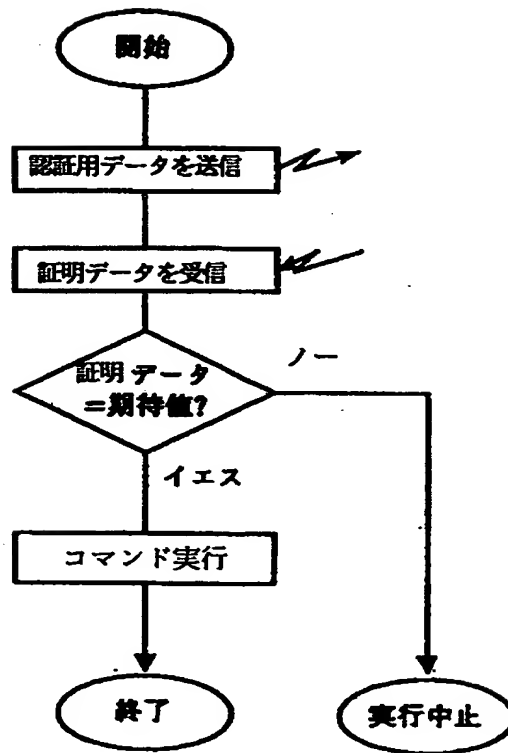 開始
認証用データを送信
証明データを受信
証明データ
=期待値?
ノー
イエス
コマンド実行
終了
実行中止